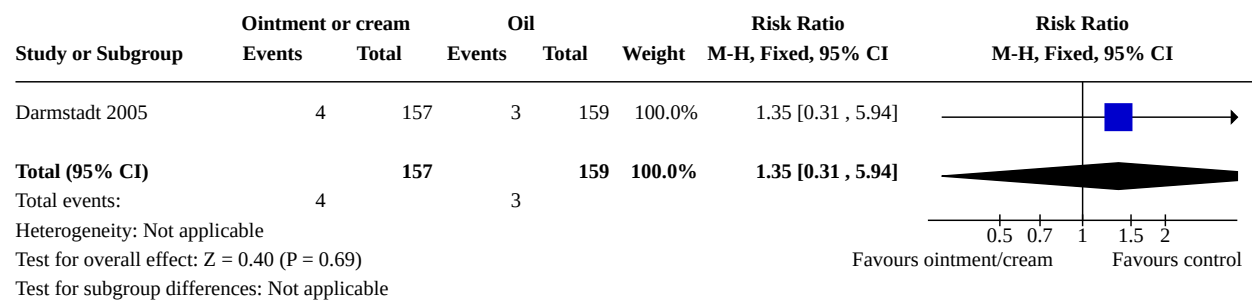 Ointment or cream Oil Risk Ratio Risk Ratio
Study or Subgroup Events Total Events Total Weight M-H, Fixed, 95% CI M-H, Fixed, 95% CI
Darmstadt 2005 4 157 3 159 100.0% 1.35 [0.31 , 5.94]
Total (95% CI) 157 159 100.0% 1.35 [0.31 , 5.94]
Total events: 4 3
Heterogeneity: Not applicable 0.5 0.7 1 1.5 2
Test for overall effect: Z = 0.40 (P = 0.69) Favours ointment/cream Favours control
Test for subgroup differences: Not applicable